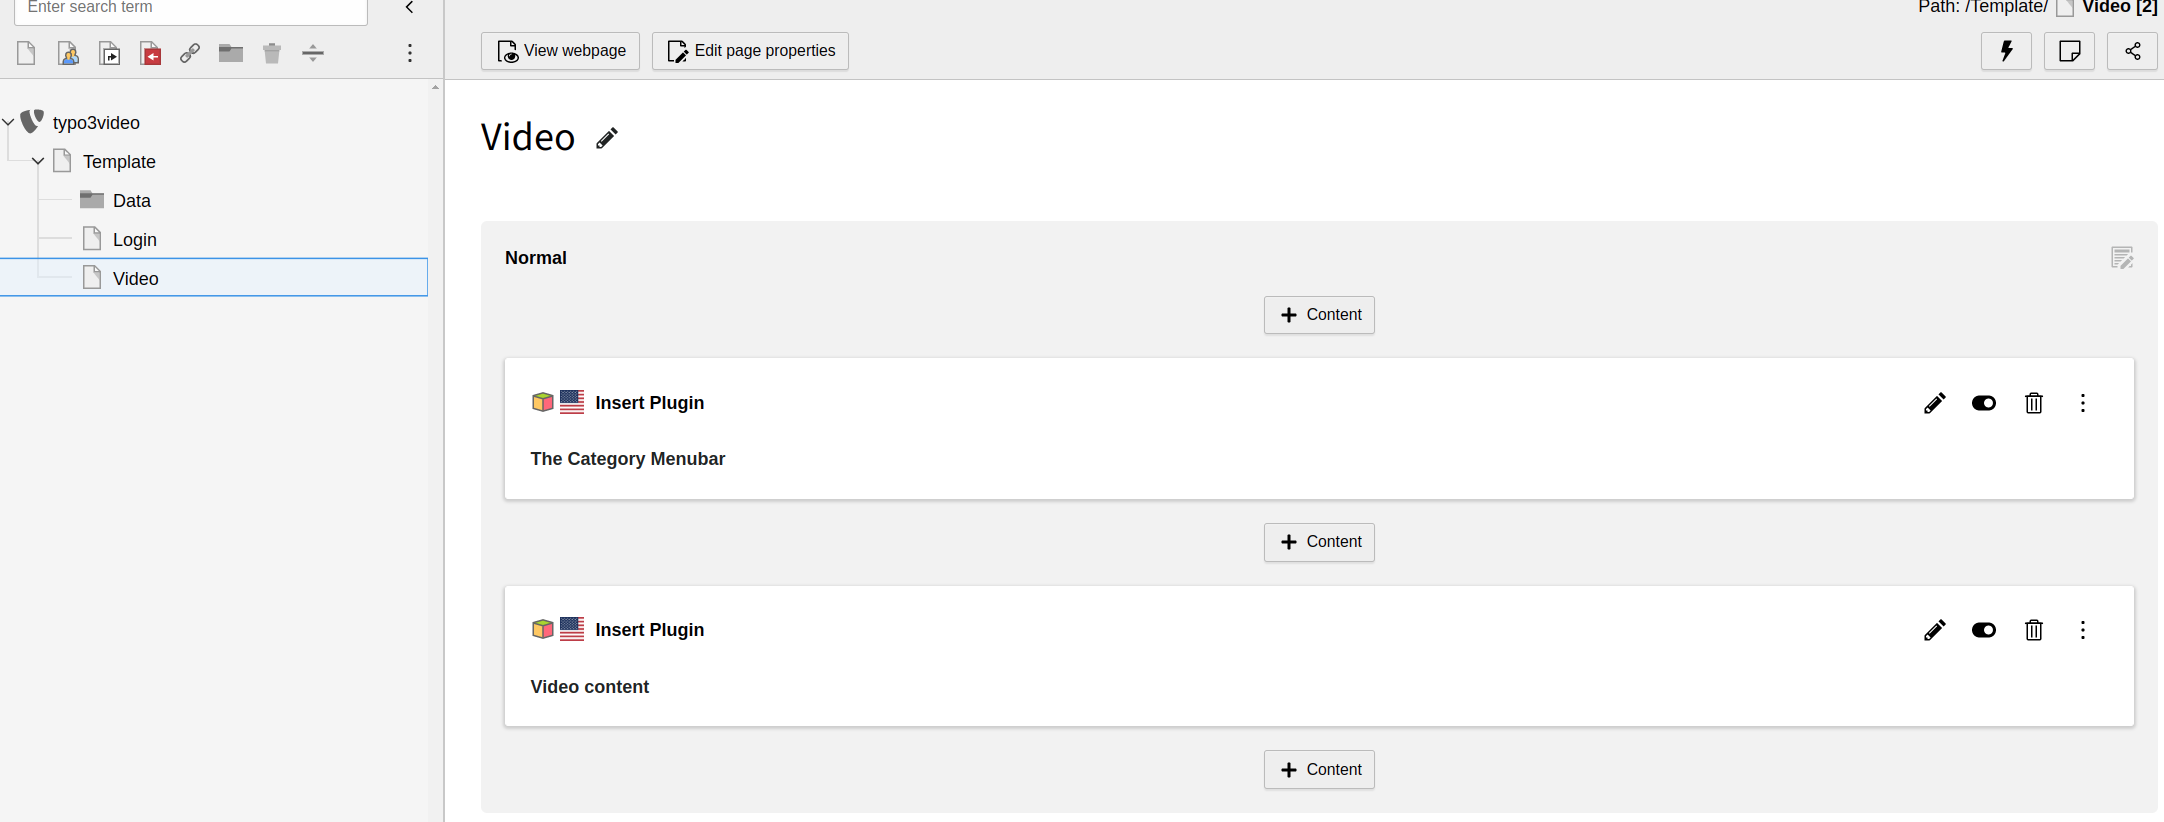 Enter search term
Path: /Template/ Video [2]
View webpage
Edit page properties
typo3video
Template
Data
Login
Video
Video
Normal
Content
Insert Plugin
The Category Menubar
Content
Insert Plugin
Video content
Content